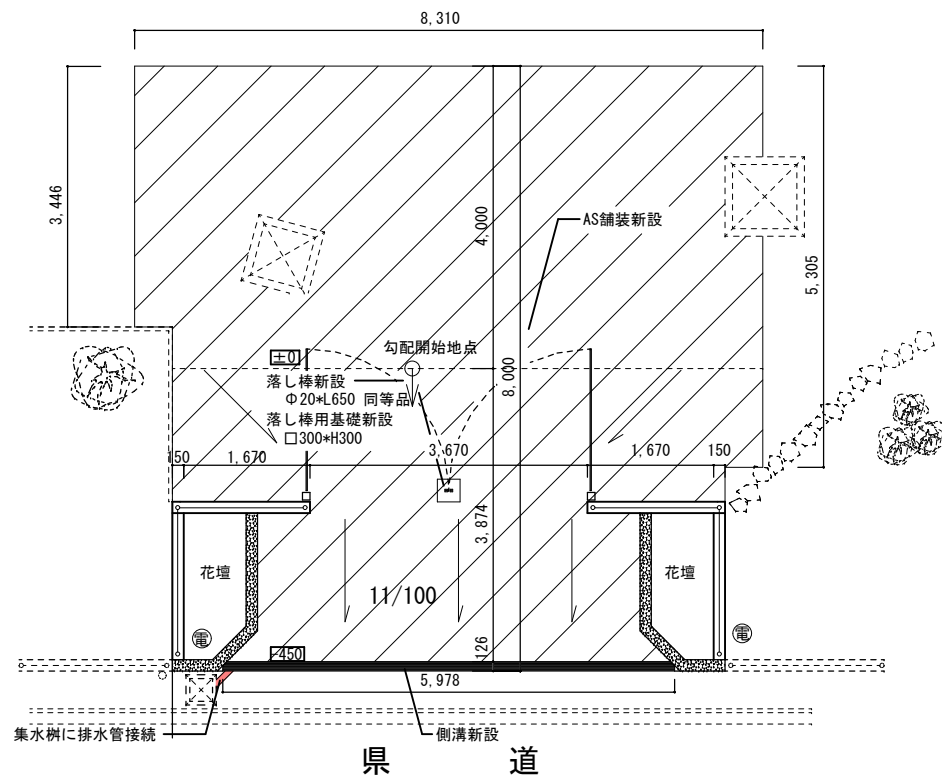 8,310
3,446
4,000
AS舗装新設
5,305
±0
勾配開始地点
8,000
落し棒新設
Φ20*L650 同等品
落し棒用基礎新設
□300*H300
150
1,670
3,670
1,670
150
3,874
花壇
花壇
11/100
電
電
-450
126
5,978
集水桝に排水管接続
側溝新設
県 道